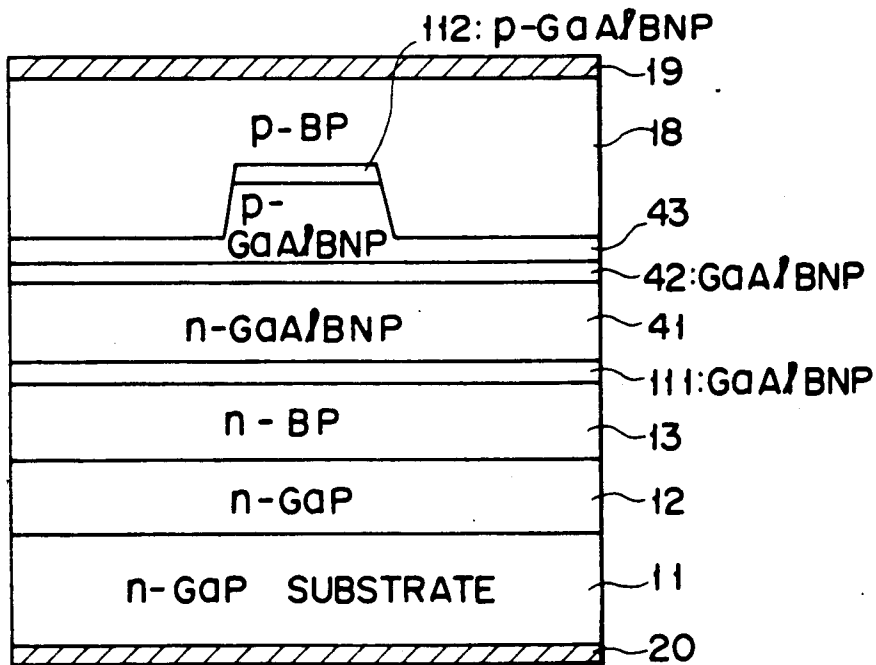 112: p-GaAlBNP
19
p-BP
18
p-
GaAlBNP
43
42:GaAlBNP
n-GaAlBNP
41
111:GaAlBNP
n-BP
13
n-GaP
12
n-GaP SUBSTRATE
11
20